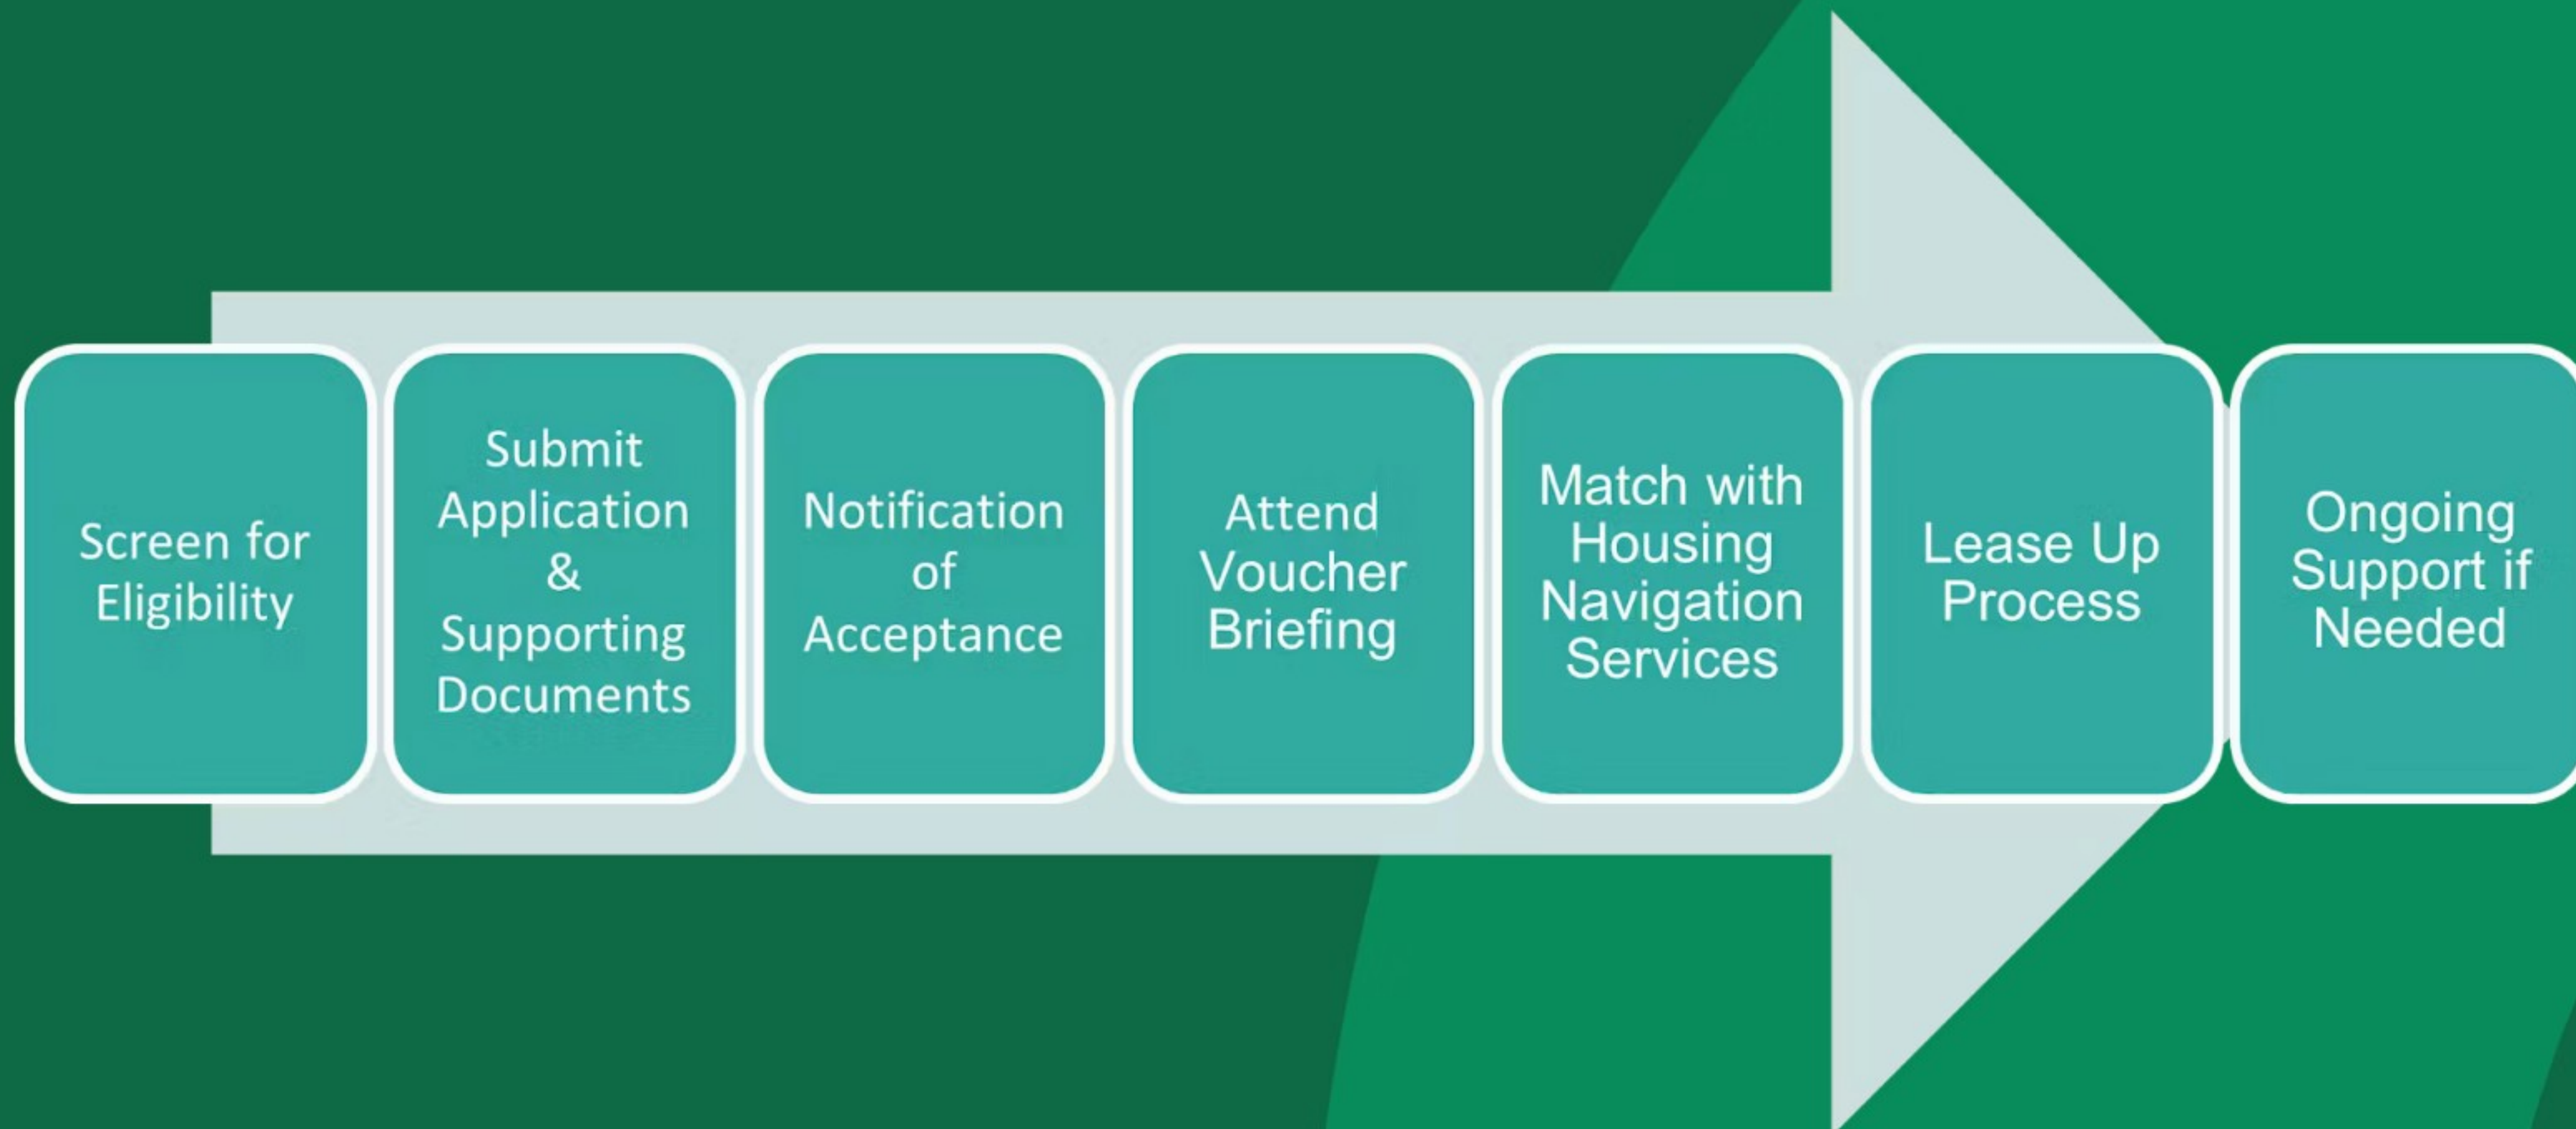 Screen for
Eligibility
Submit
Application
&
Supporting
Documents
Notification
of
Acceptance
Attend
Voucher
Briefing
Match with
Housing
Navigation
Services
Lease Up
Process
Ongoing
Support if
Needed